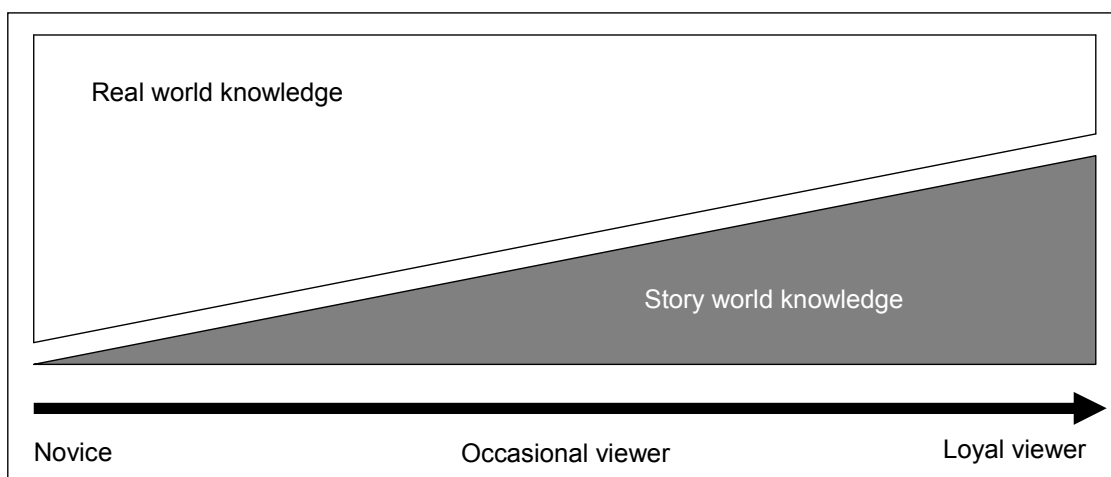 Real world knowledge
Story world knowledge
Novice
Occasional viewer
Loyal viewer